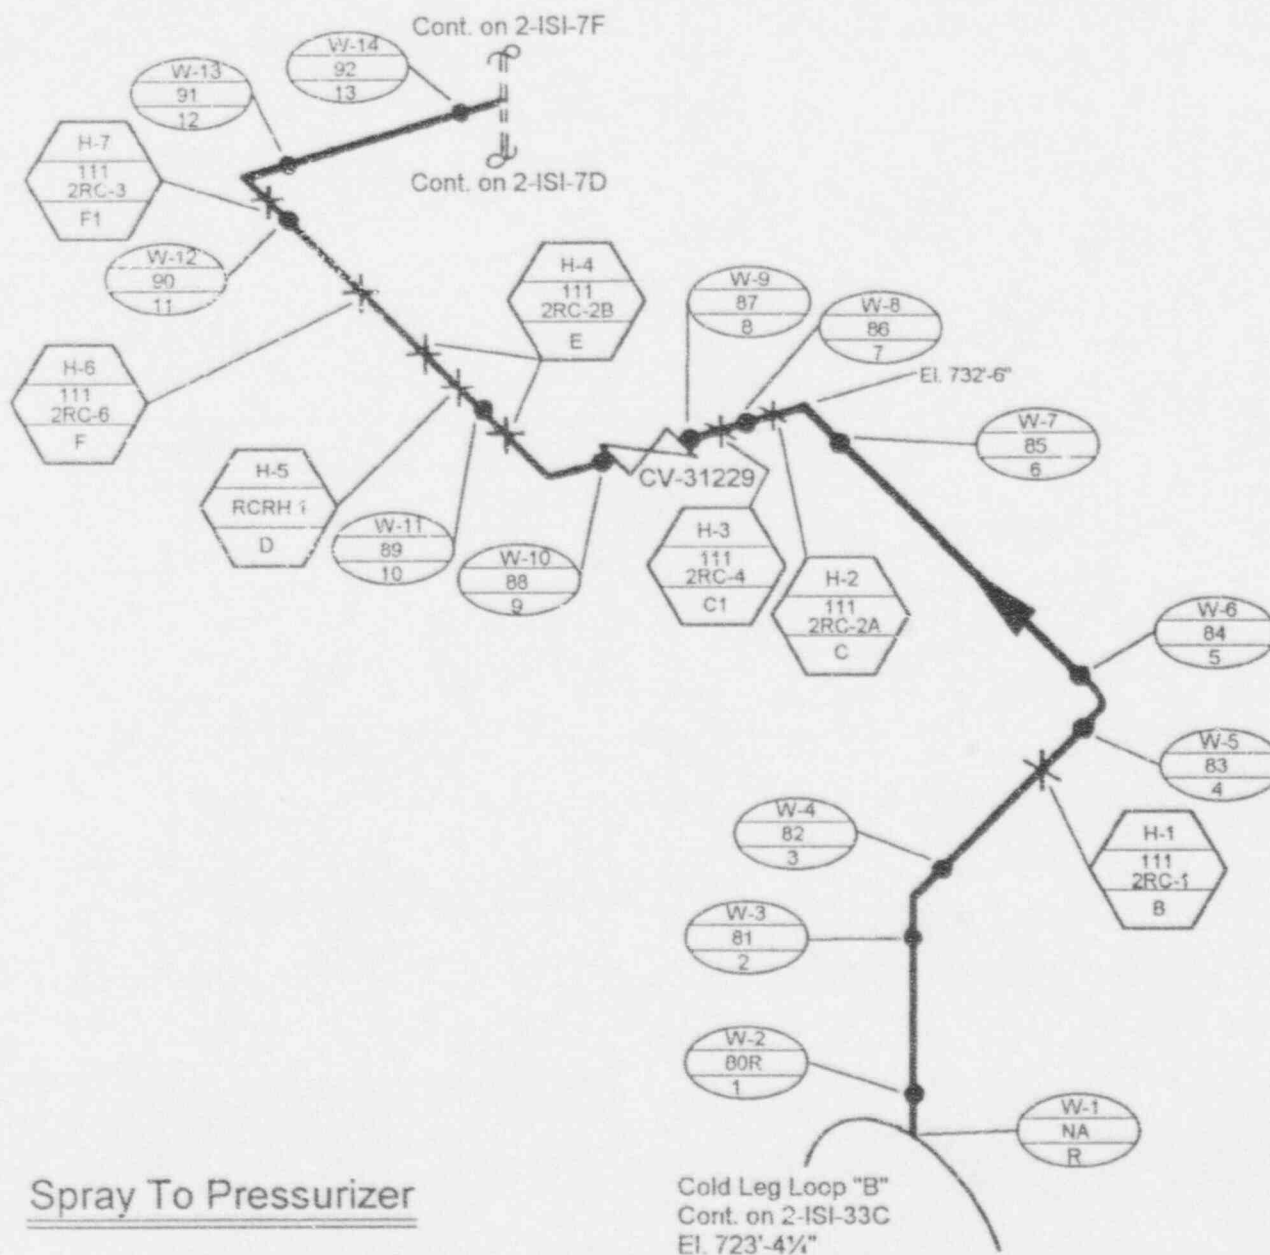 Cont. on 2-ISI-7F
W-14
92
13
W-13
91
12
H-7
111
2RC-3
F1
Cont. on 2-ISI-7D
W-12
90
11
H-4
111
2RC-2B
E
W-9
87
8
W-8
86
7
H-6
111
2RC-6
F
El. 732'-6"
W-7
85
6
H-5
RCRH 1
D
CV-31229
W-11
89
10
W-10
88
9
H-3
111
2RC-4
C1
H-2
111
2RC-2A
C
W-6
84
5
W-5
83
4
W-4
82
3
H-1
111
2RC-1
B
W-3
81
2
W-2
80R
1
W-1
NA
R
Spray To Pressurizer
Cold Leg Loop "B"
Cont. on 2-ISI-33C
El. 723'-4¼"